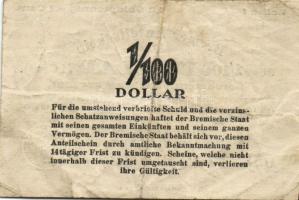 1/100
DOLLAR
Für die umstehend verbriefte Schuld und die verzins-
lichen Schatzanweisungen haftet der Bremische Staat
mit seinen gesamten Einkünften und seinem ganzen
Vermögen. Der Bremische Staat behält sich vor, diesen
Anteilschein durch amtliche Bekanntmachung mit
14tägiger Frist zu kündigen. Scheine, welche nicht
innerhalb dieser Frist umgetauscht sind, verlieren
ihre Gültigkeit.